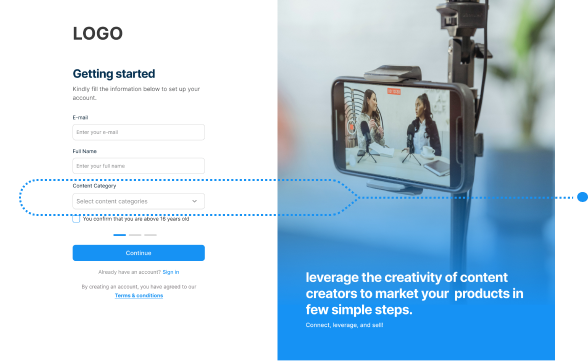 LOGO
Getting started
Kindly fill the information below to set up your
account.
E-mail
Enter your e-mail
Full Name
Enter your full name
Content Category
Select content categories
You confirm that you are above 16 years old
Continue
Already have an account? Sign in
By creating an account, you have agreed to our
Terms & conditions
leverage the creativity of content
creators to market your products in
few simple steps.
Connect, leverage, and sell!